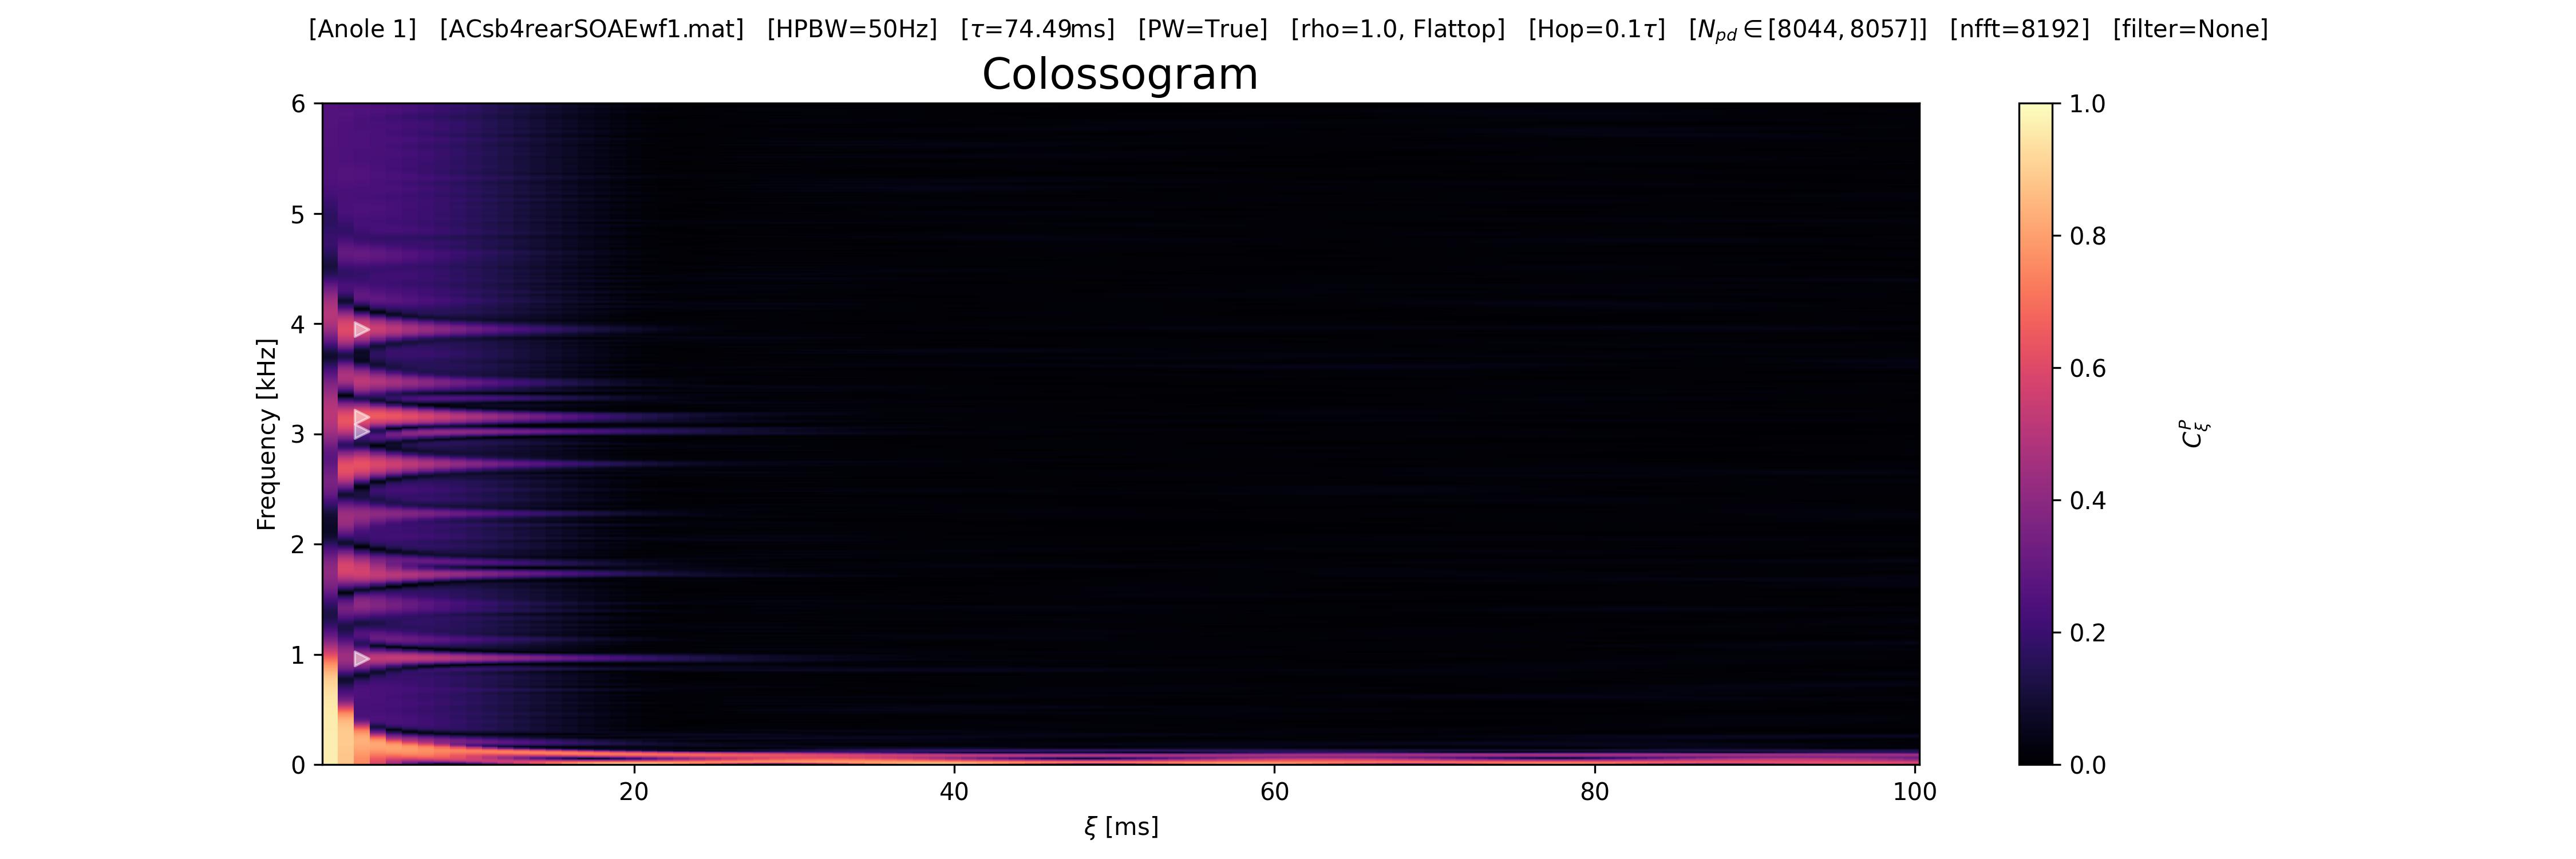 [Anole 1] [ACsb4rearSOAEwf1.mat] [HPBW=50Hz] [τ=74.49ms] [PW=True] [rho=1.0, Flattop] [Hop=0.1τ] [N_pd ∈ [8044, 8057]] [nfft=8192] [filter=None]
Colossogram
6
5
4
3
2
1
0
Frequency [kHz]
20 40 60 80 100
ξ [ms]
1.0
0.8
0.6
0.4
0.2
0.0
C_ξ^P